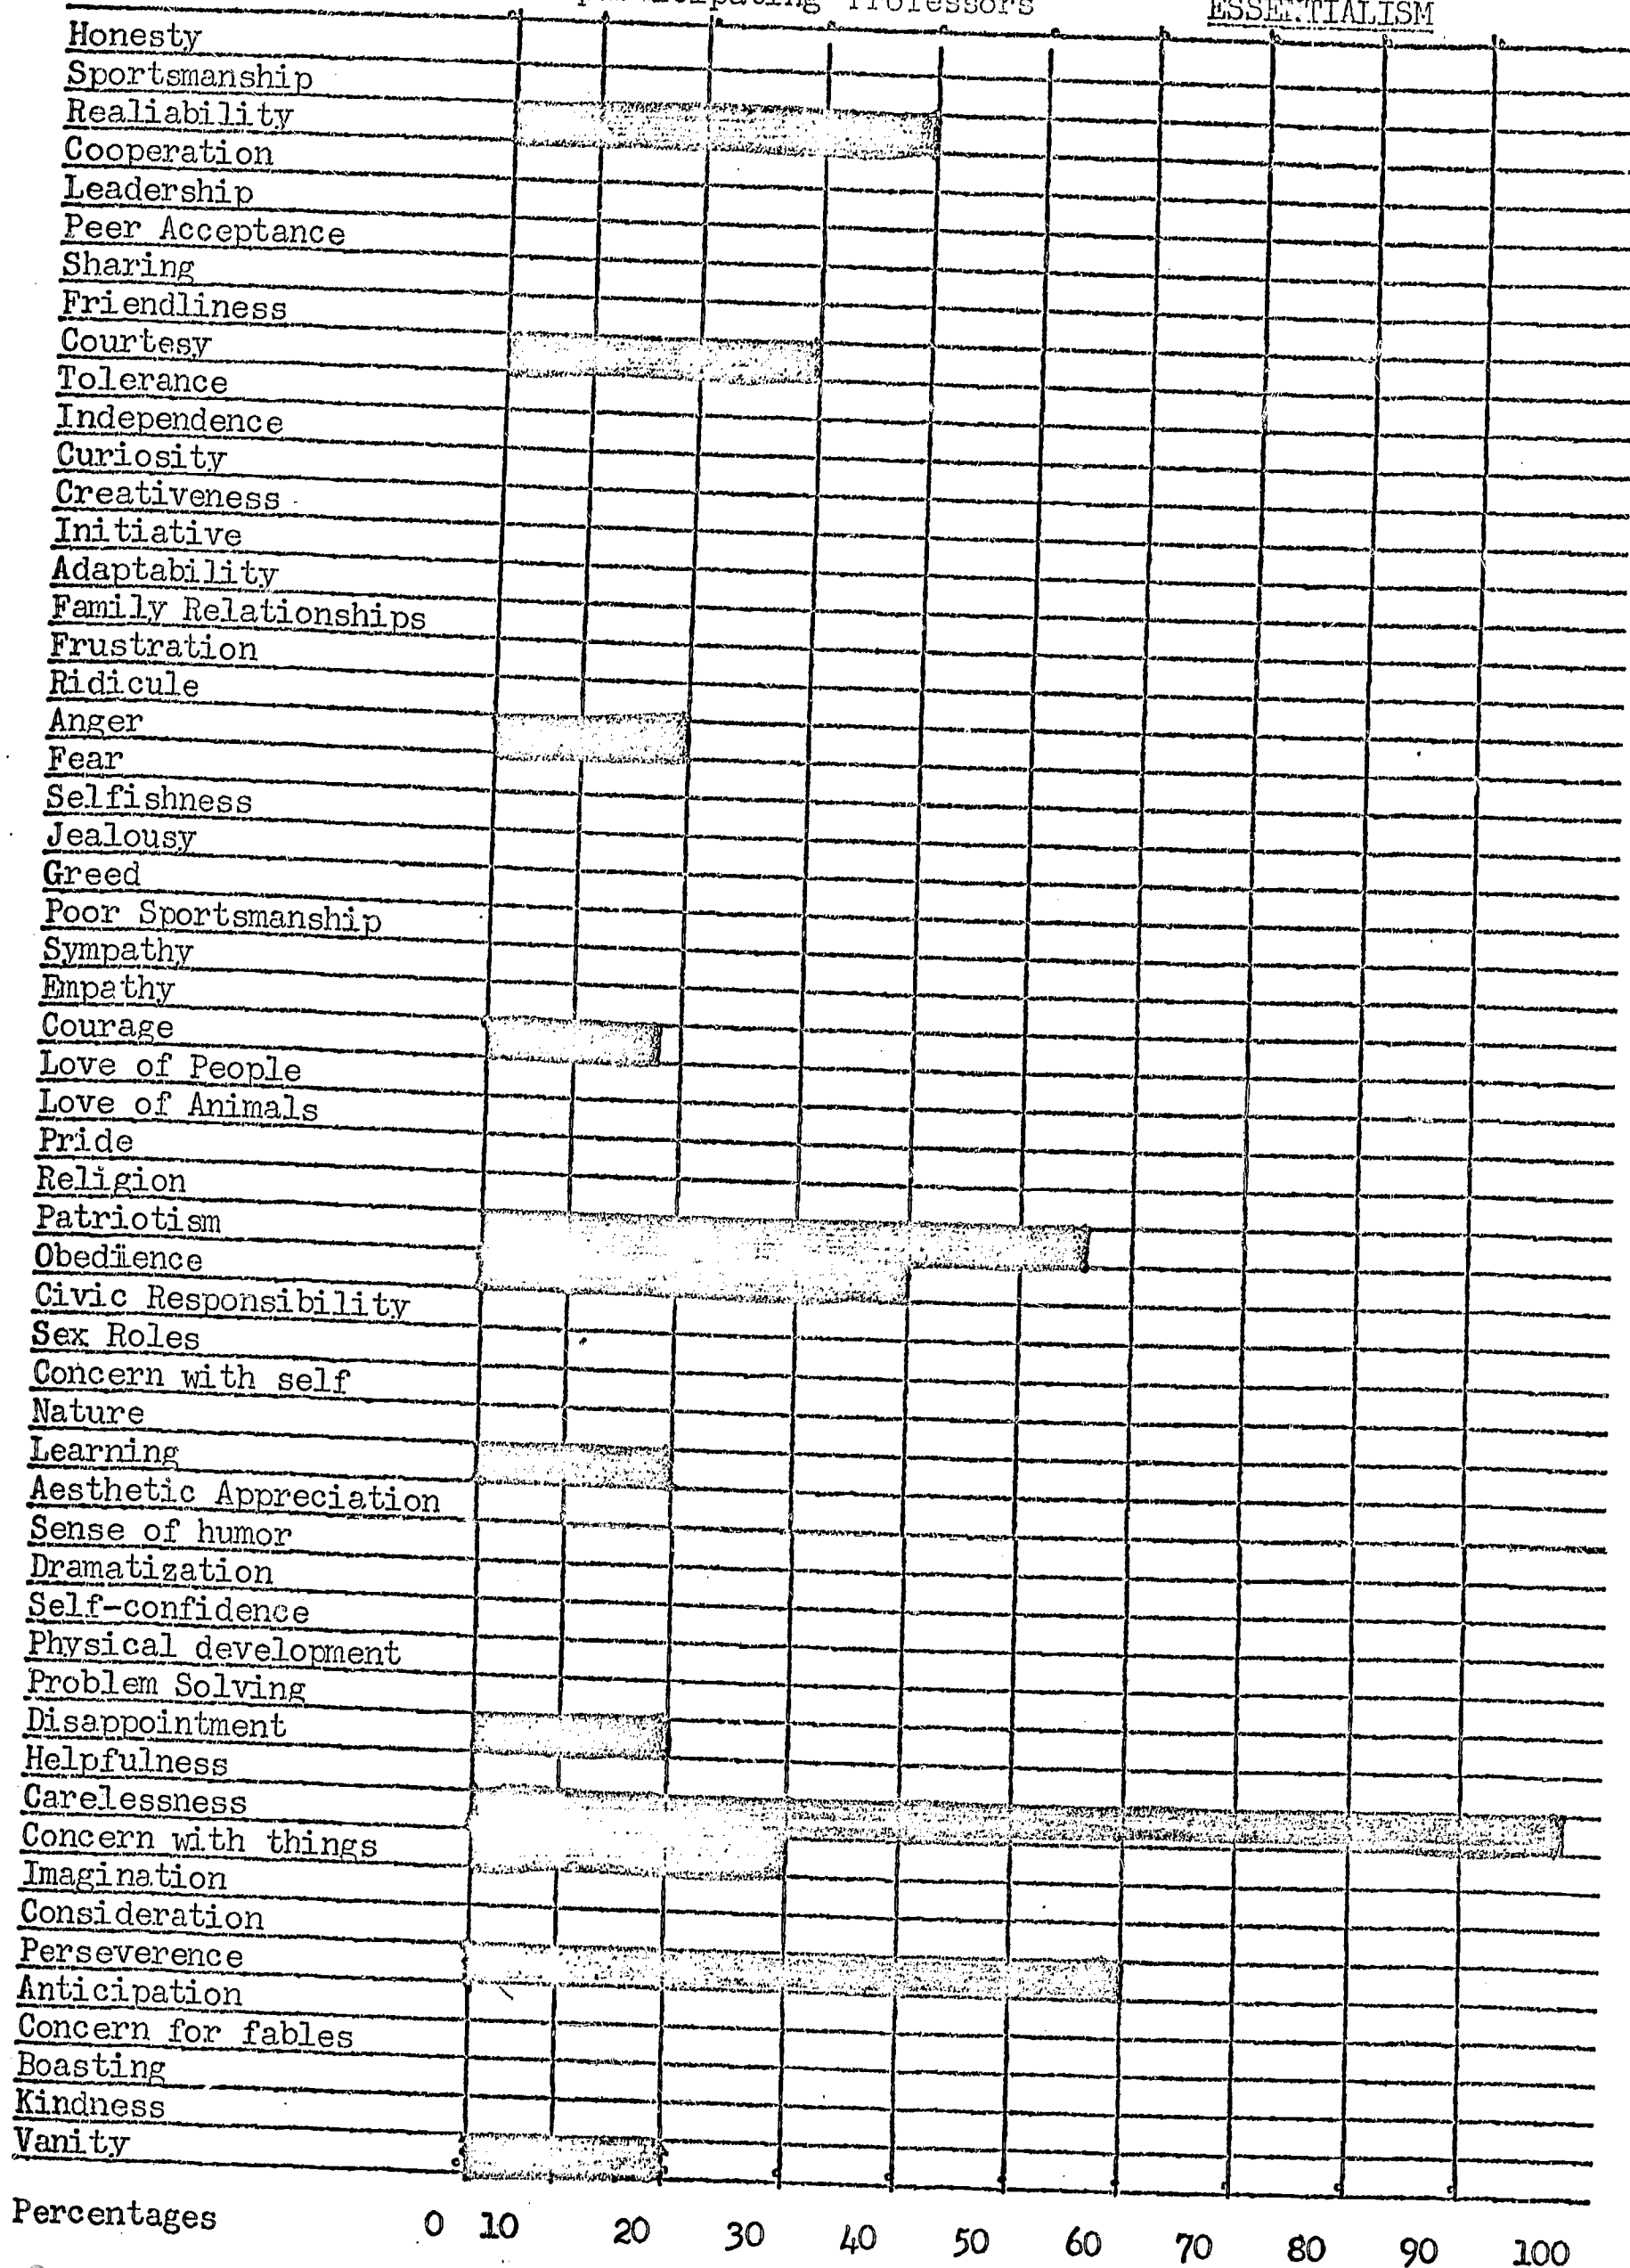 participating Professors ESSENTIALISM
Honesty
Sportsmanship
Realiability
Cooperation
Leadership
Peer Acceptance
Sharing
Friendliness
Courtesy
Tolerance
Independence
Curiosity
Creativeness
Initiative
Adaptability
Family Relationships
Frustration
Ridicule
Anger
Fear
Selfishness
Jealousy
Greed
Poor Sportsmanship
Sympathy
Empathy
Courage
Love of People
Love of Animals
Pride
Religion
Patriotism
Obediience
Civic Responsibility
Sex Roles
Concern with self
Nature
Learning
Aesthetic Appreciation
Sense of humor
Dramatization
Self-confidence
Physical development
Problem Solving
Disappointment
Helpfulness
Carelessness
Concern with things
Imagination
Consideration
Perseverence
Anticipation
Concern for fables
Boasting
Kindness
Vanity
Percentages 0 10 20 30 40 50 60 70 80 90 100